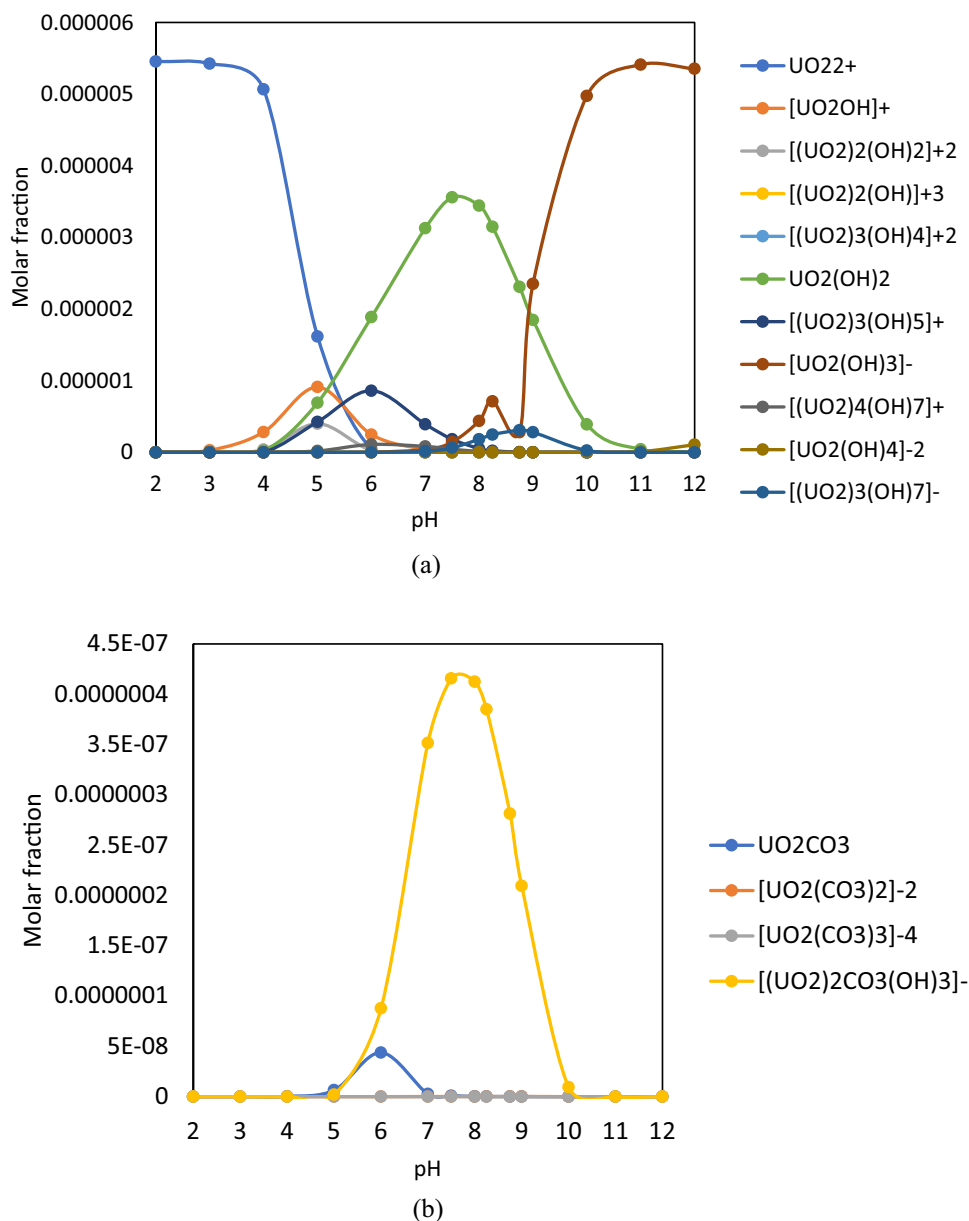 0.000006
0.000005
0.000004
0.000003
0.000002
0.000001
0
Molar fraction
2 3 4 5 6 7 8 9 10 11 12
pH
UO22+
[UO2OH]+
[(UO2)2(OH)2]+2
[(UO2)2(OH)]+3
[(UO2)3(OH)4]+2
UO2(OH)2
[(UO2)3(OH)5]+
[UO2(OH)3]-
[(UO2)4(OH)7]+
[UO2(OH)4]-2
[(UO2)3(OH)7]-
(a)
4.5E-07
0.0000004
3.5E-07
0.0000003
2.5E-07
0.0000002
1.5E-07
0.0000001
5E-08
0
Molar fraction
2 3 4 5 6 7 8 9 10 11 12
pH
UO2CO3
[UO2(CO3)2]-2
[UO2(CO3)3]-4
[(UO2)2CO3(OH)3]-
(b)